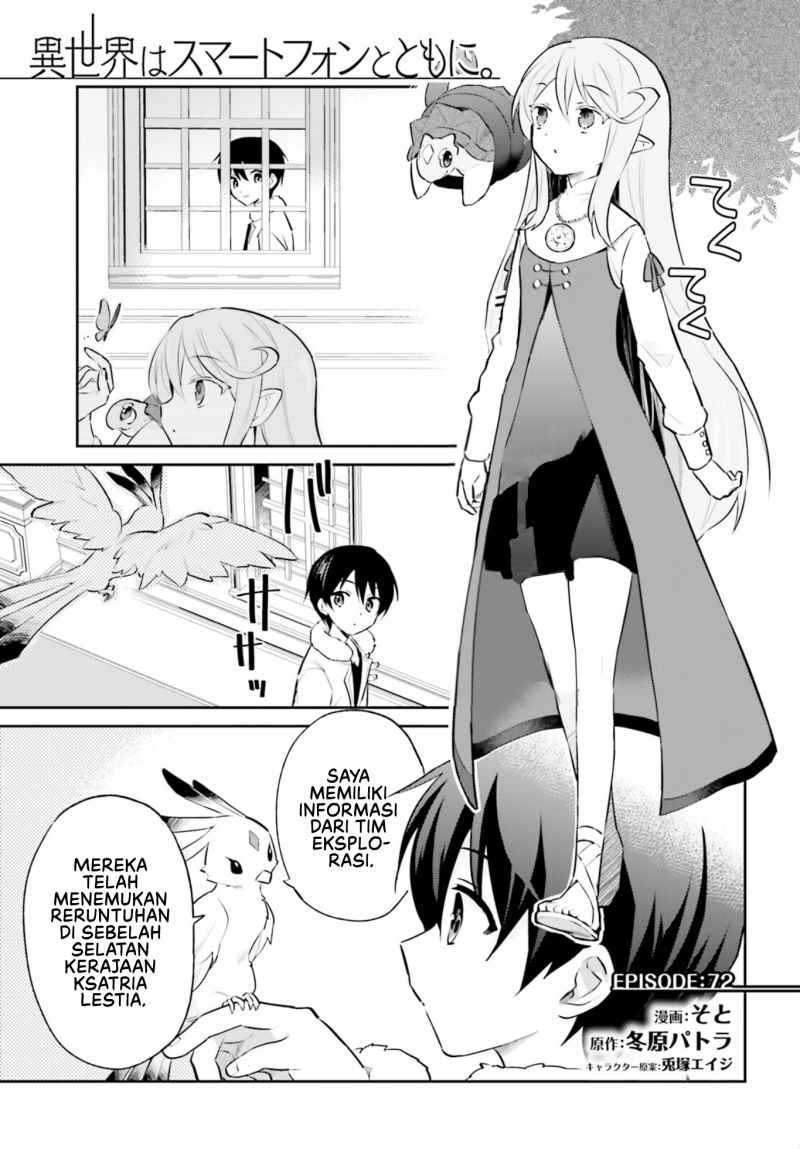 異世界はスマートフォンとともに。
てくてく
バサ
バサッ
SAYA
MEMILIKI
INFORMASI
DARI TIM
EKSPLO-
RASI.
MEREKA
TELAH
MENEMUKAN
RERUNTUHAN
DI SEBELAH
SELATAN
KERAJAAN
KSATRIA
LESTIA.
EPISODE:72
漫画:そと
原作:冬原パトラ
キャラクター原案:兎塚エイジ